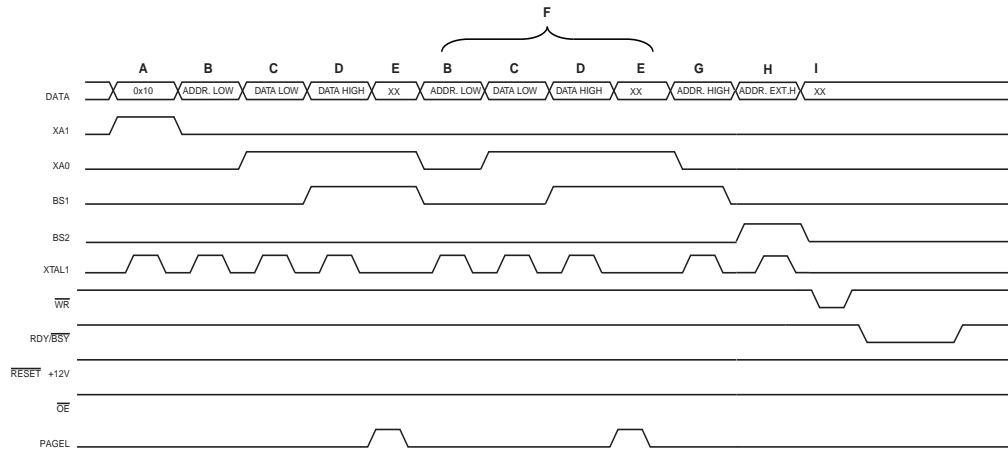 F
A B C D E B C D E G H I
DATA 0x10 ADDR. LOW DATA LOW DATA HIGH XX ADDR. LOW DATA LOW DATA HIGH XX ADDR. HIGH ADDR. EXT.H XX
XA1
XA0
BS1
BS2
XTAL1
WR
RDY/BSY
RESET +12V
OE
PAGEL